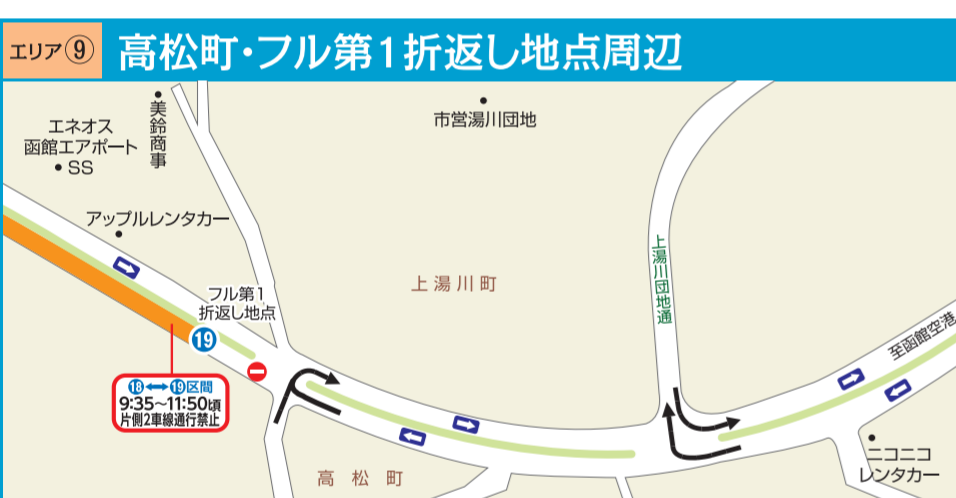 エリア⑨
高松町・フル第1折返し地点周辺
美鈴商事
エネオス
函館エアポート
SS
市営湯川団地
アップルレンタカー
上湯川団地通
上湯川町
フル第1
折返し地点
19
至函館空港
18↔19区間
9:35~11:50頃
片側2車線通行禁止
ニコニコ
レンタカー
高松町